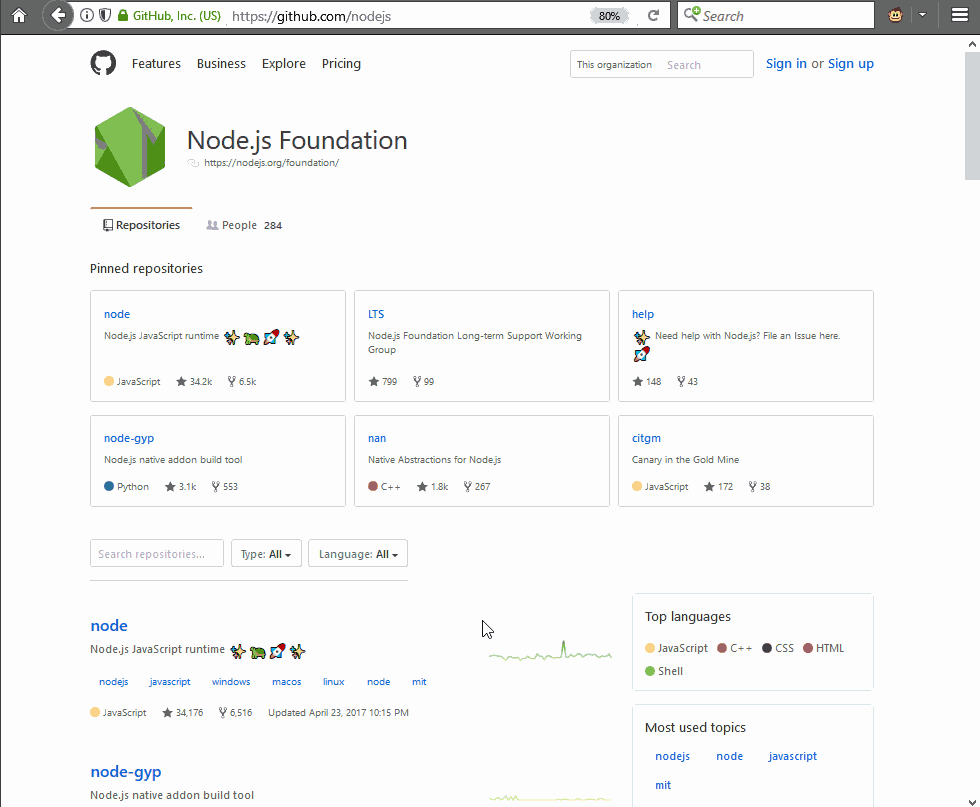 GitHub, Inc. (US) https://github.com/nodejs 80% Search
Features Business Explore Pricing This organization Search Sign in or Sign up
Node.js Foundation
https://nodejs.org/foundation/
Repositories People 284
Pinned repositories
node
Node.js JavaScript runtime
JavaScript 34.2k 6.5k
LTS
Node.js Foundation Long-term Support Working
Group
799 99
help
Need help with Node.js? File an Issue here.
148 43
node-gyp
Node.js native addon build tool
Python 3.1k 553
nan
Native Abstractions for Node.js
C++ 1.8k 267
citgm
Canary in the Gold Mine
JavaScript 172 38
Search repositories... Type: All Language: All
node
Node.js JavaScript runtime
nodejs javascript windows macos linux node mit
JavaScript 34,176 6,516 Updated April 23, 2017 10:15 PM
node-gyp
Node.js native addon build tool
Top languages
JavaScript C++ CSS HTML
Shell
Most used topics
nodejs node javascript
mit